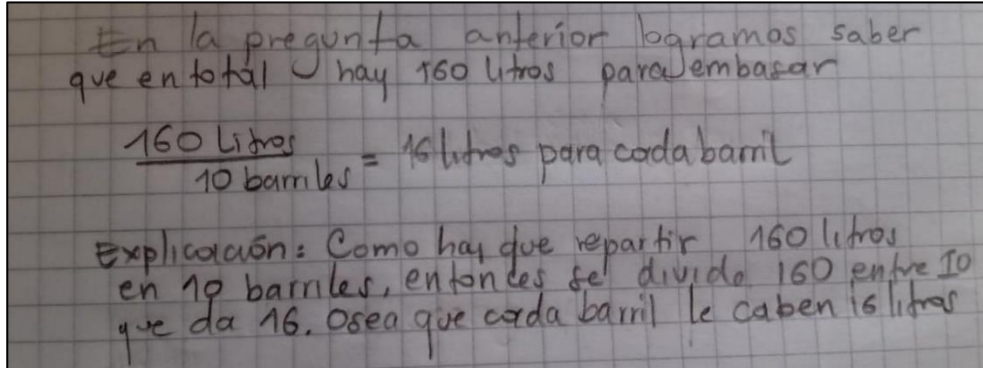 En la pregunta anterior logramos saber
que en total hay 160 litros para embasar
160 Litros
10 barriles = 16 litros para cada barril
Explicación: Como hay que repartir 160 litros
en 10 barriles, entonces se divide 160 entre 10
que da 16. Osea que cada barril le caben 16 litros